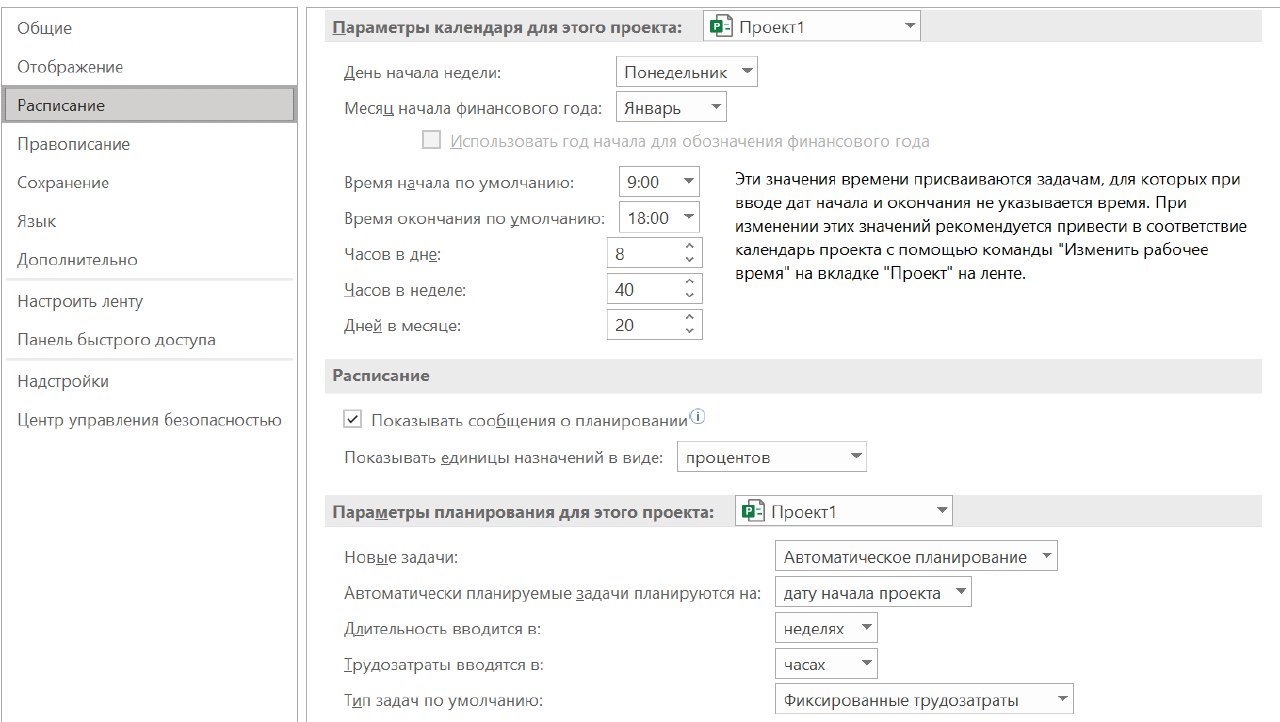 Общие
Отображение
Расписание
Правописание
Сохранение
Язык
Дополнительно
Настроить ленту
Панель быстрого доступа
Надстройки
Центр управления безопасностью
Параметры календаря для этого проекта: Проект1
День начала недели: Понедельник
Месяц начала финансового года: Январь
Использовать год начала для обозначения финансового года
Время начала по умолчанию: 9:00
Время окончания по умолчанию: 18:00
Часов в дне: 8
Часов в неделе: 40
Дней в месяце: 20
Эти значения времени присваиваются задачам, для которых при
вводе дат начала и окончания не указывается время. При
изменении этих значений рекомендуется привести в соответствие
календарь проекта с помощью команды "Изменить рабочее
время" на вкладке "Проект" на ленте.
Расписание
Показывать сообщения о планировании
Показывать единицы назначений в виде: процентов
Параметры планирования для этого проекта: Проект1
Новые задачи: Автоматическое планирование
Автоматически планируемые задачи планируются на: дату начала проекта
Длительность вводится в: неделях
Трудозатраты вводятся в: часах
Тип задач по умолчанию: Фиксированные трудозатраты